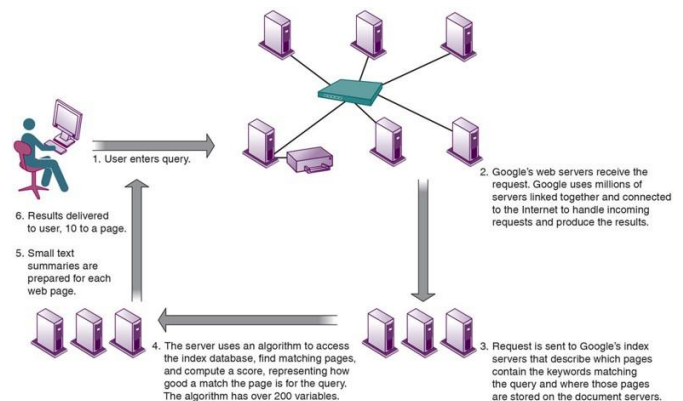 1. User enters query.
2. Google's web servers receive the
request. Google uses millions of
servers linked together and connected
to the Internet to handle incoming
requests and produce the results.
3. Request is sent to Google's index
servers that describe which pages
contain the keywords matching
the query and where those pages
are stored on the document servers.
4. The server uses an algorithm to access
the index database, find matching pages,
and compute a score, representing how
good a match the page is for the query.
The algorithm has over 200 variables.
5. Small text
summaries are
prepared for each
web page.
6. Results delivered
to user, 10 to a page.